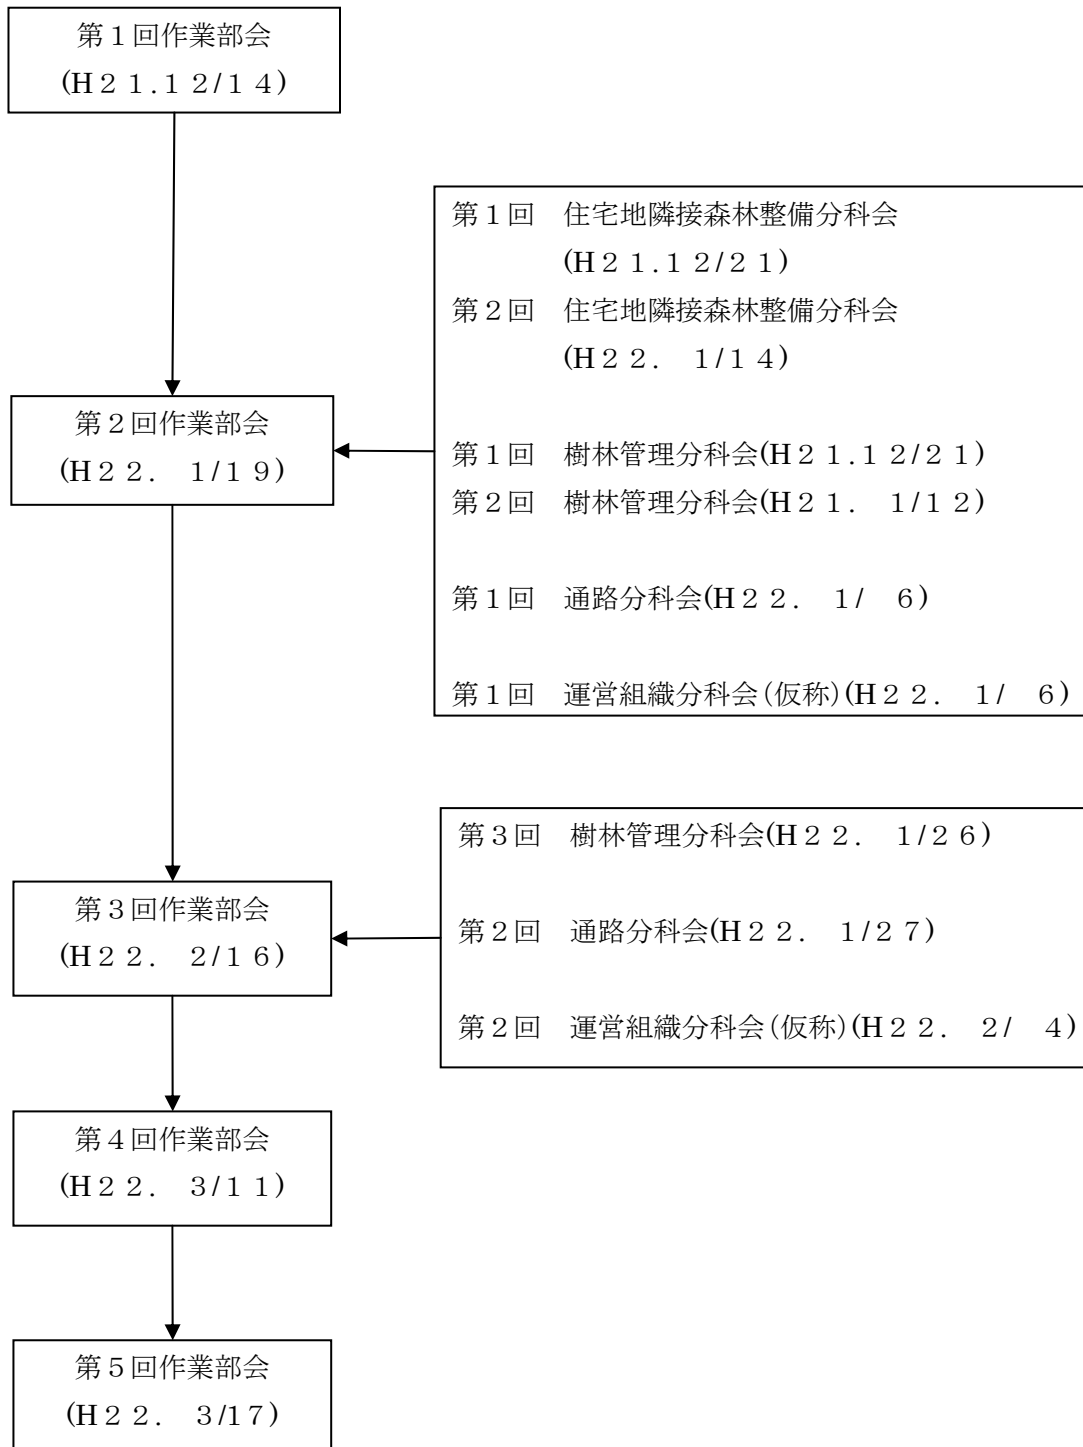 第１回作業部会
(H２１.１２/１４)
第１回　住宅地隣接森林整備分科会
(H２１.１２/２１)
第２回　住宅地隣接森林整備分科会
(H２２.　１/１４)
第２回作業部会
(H２２.　１/１９)
第１回　樹林管理分科会(H２１.１２/２１)
第２回　樹林管理分科会(H２１.　１/１２)
第１回　通路分科会(H２２.　１/　６)
第１回　運営組織分科会(仮称)(H２２.　１/　６)
第３回　樹林管理分科会(H２２.　１/２６)
第３回作業部会
(H２２.　２/１６)
第２回　通路分科会(H２２.　１/２７)
第２回　運営組織分科会(仮称)(H２２.　２/　４)
第４回作業部会
(H２２.　３/１１)
第５回作業部会
(H２２.　３/17)